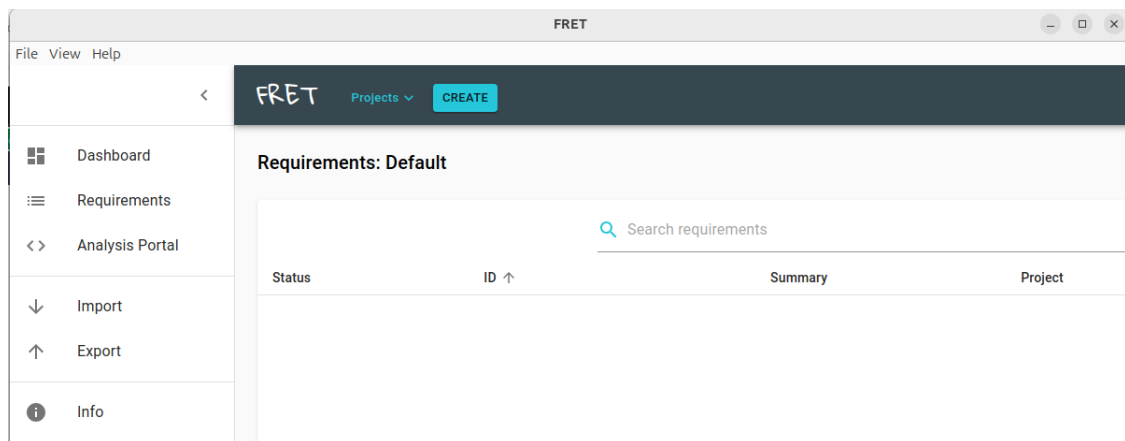 FRET
File View Help
FRET Projects CREATE
Dashboard
Requirements
Analysis Portal
Import
Export
Info
Requirements: Default
Search requirements
Status ID Summary Project